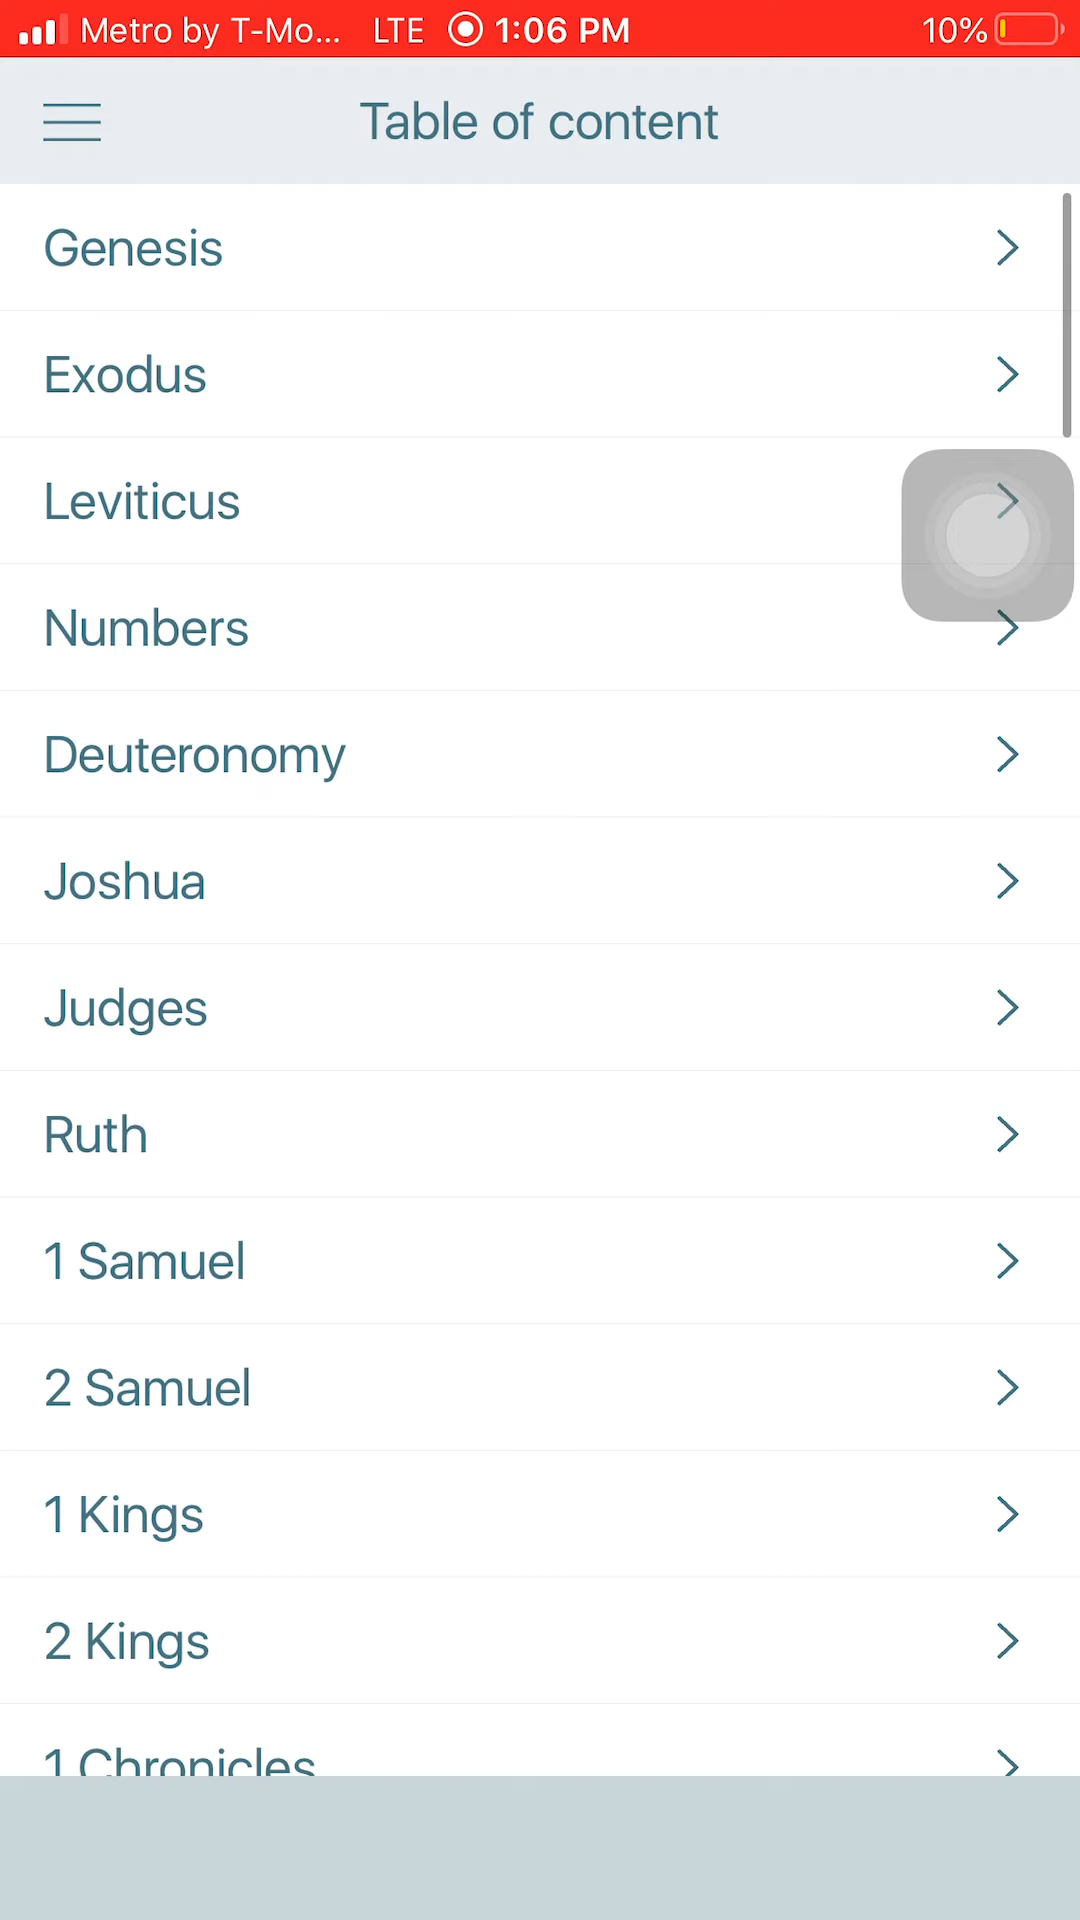 Metro by T-Mo... LTE 1:06 PM 10%
Table of content
Genesis
Exodus
Leviticus
Numbers
Deuteronomy
Joshua
Judges
Ruth
1 Samuel
2 Samuel
1 Kings
2 Kings
1 Chronicles